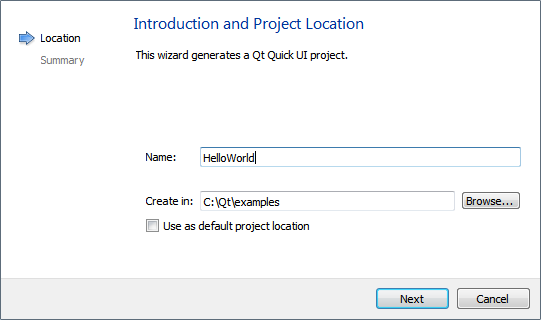 Introduction and Project Location
Location
Summary
This wizard generates a Qt Quick UI project.
Name: HelloWorld
Create in: C:\Qt\examples Browse...
Use as default project location
Next Cancel